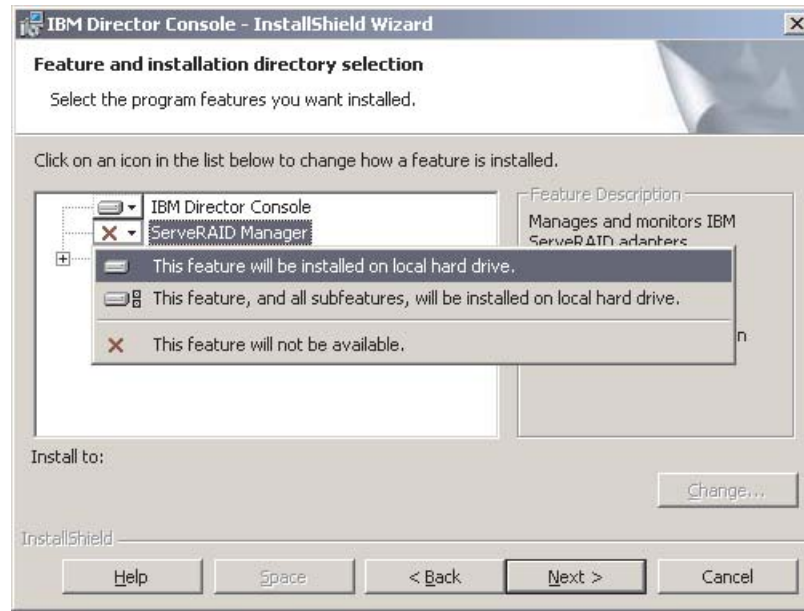 IBM Director Console - InstallShield Wizard
Feature and installation directory selection
Select the program features you want installed.
Click on an icon in the list below to change how a feature is installed.
IBM Director Console
ServeRAID Manager
Feature Description
Manages and monitors IBM
ServeRAID adapters
This feature will be installed on local hard drive.
This feature, and all subfeatures, will be installed on local hard drive.
This feature will not be available.
n
Install to:
Change...
InstallShield
Help
Space
< Back
Next >
Cancel